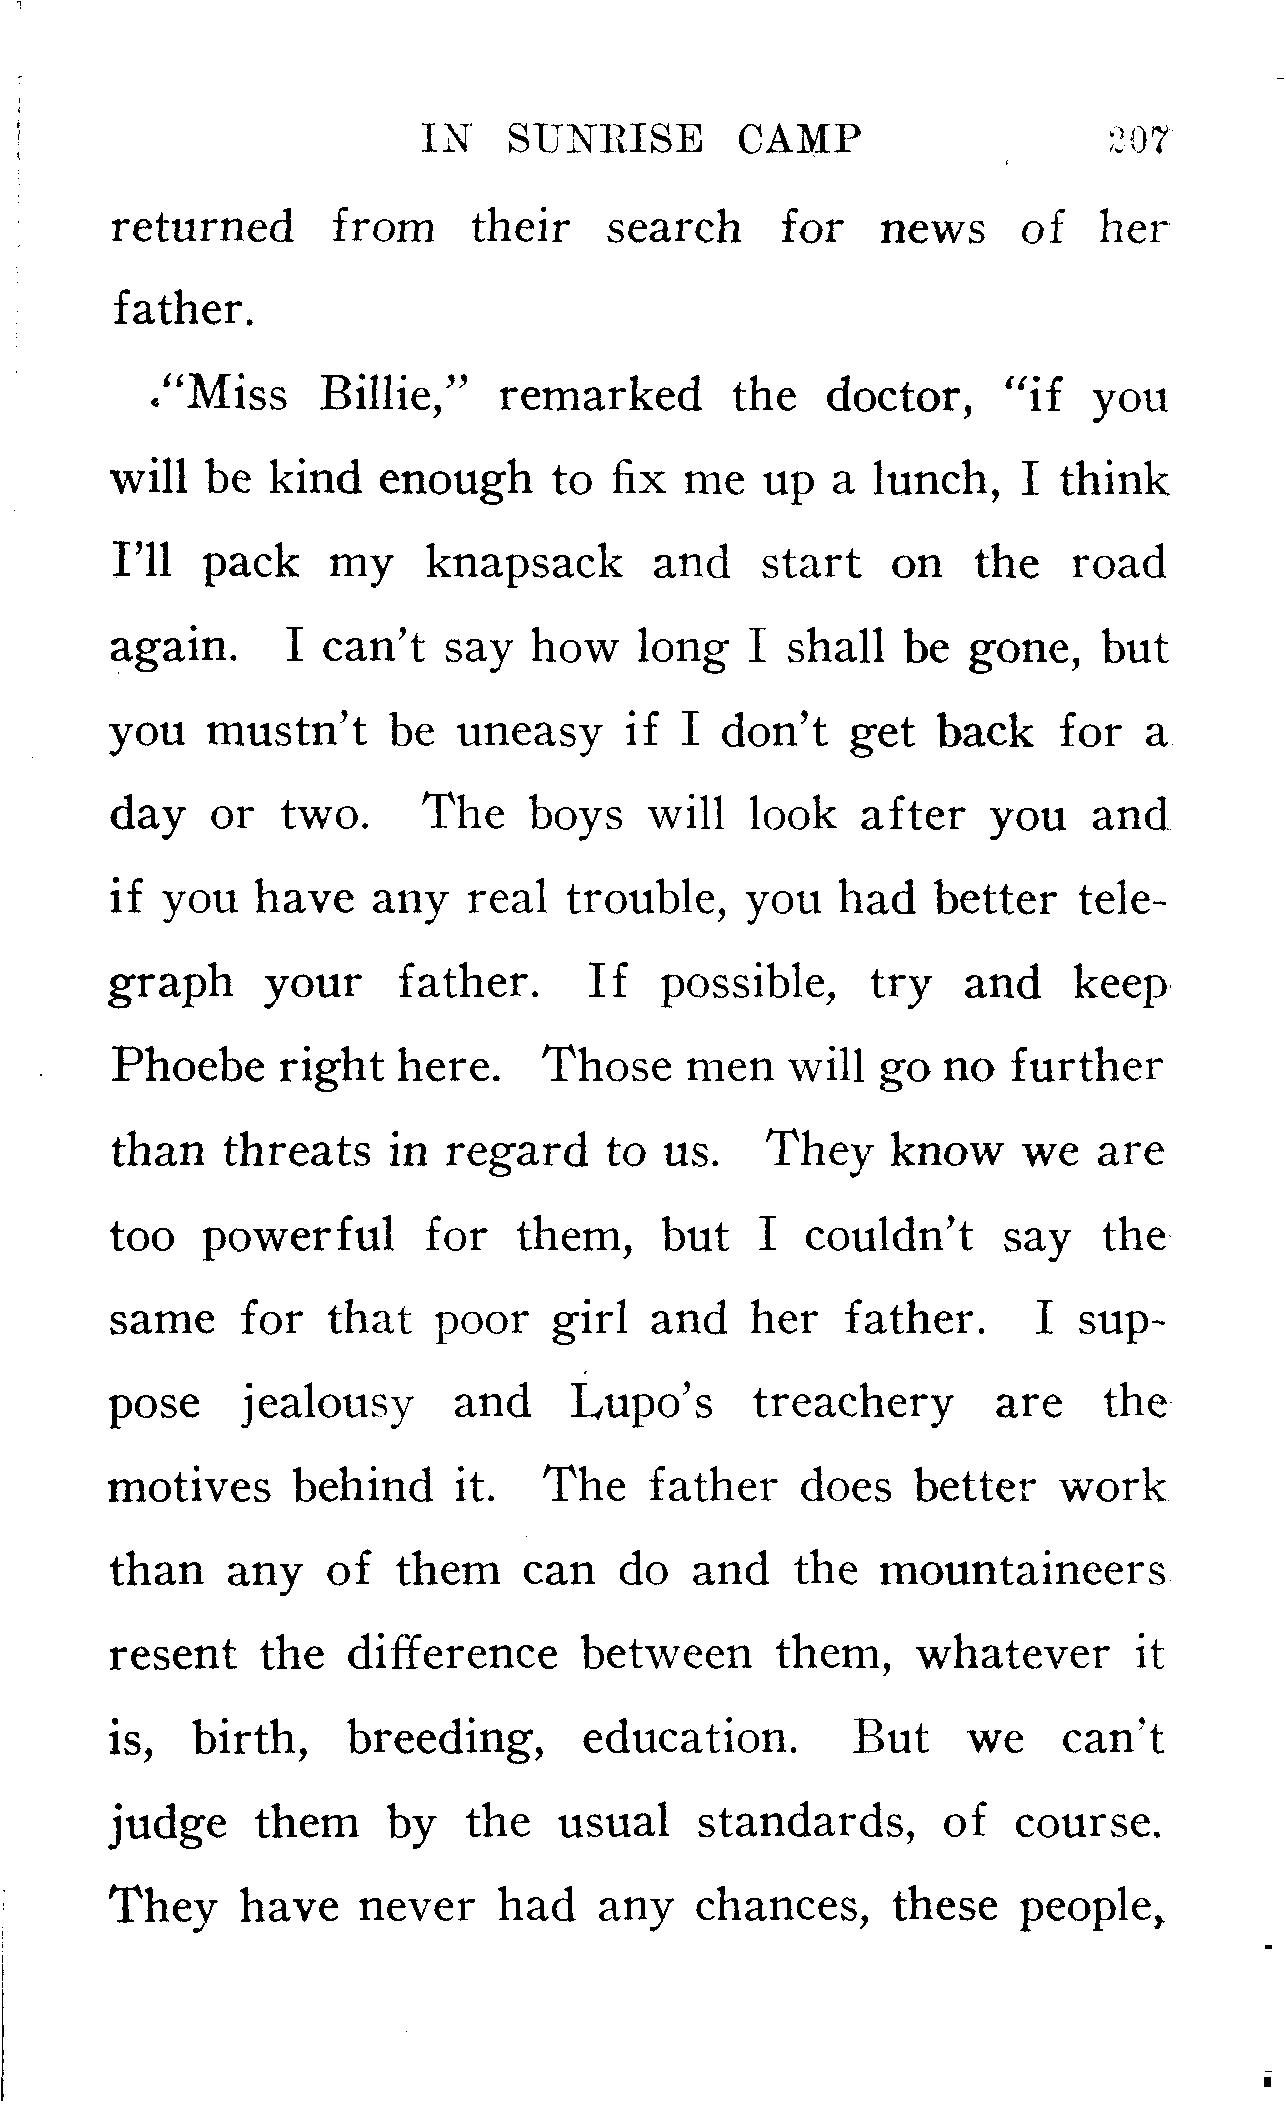 IN SUNRISE CAMP 207
returned from their search for news of her
father.
"Miss Billie," remarked the doctor, "if you
will be kind enough to fix me up a lunch, I think
I'll pack my knapsack and start on the road
again. I can't say how long I shall be gone, but
you mustn't be uneasy if I don't get back for a
day or two. The boys will look after you and
if you have any real trouble, you had better tele-
graph your father. If possible, try and keep
Phoebe right here. Those men will go no further
than threats in regard to us. They know we are
too powerful for them, but I couldn't say the
same for that poor girl and her father. I sup-
pose jealousy and Lupo's treachery are the
motives behind it. The father does better work
than any of them can do and the mountaineers
resent the difference between them, whatever it
is, birth, breeding, education. But we can't
judge them by the usual standards, of course.
They have never had any chances, these people,